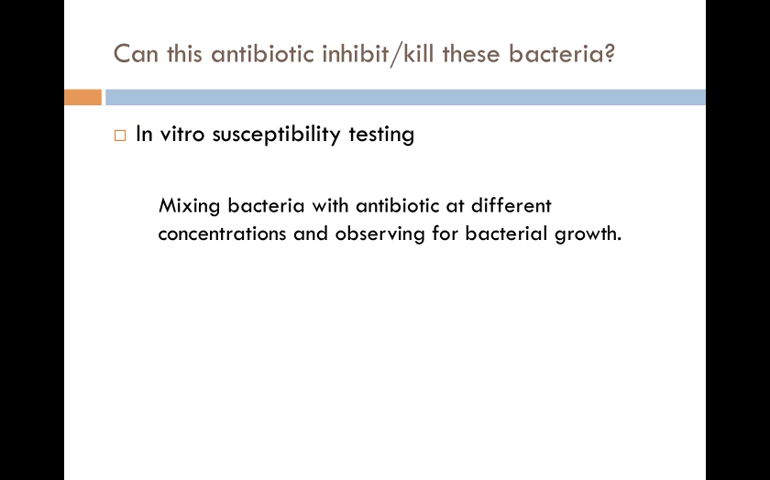 Can this antibiotic inhibit/kill these bacteria?
In vitro susceptibility testing
Mixing bacteria with antibiotic at different
concentrations and observing for bacterial growth.